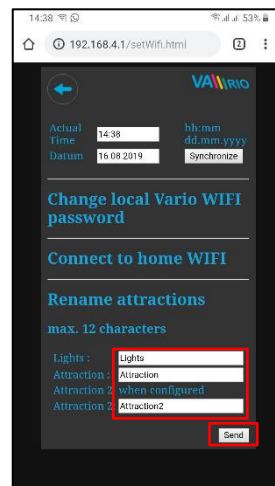 14:38 53%
192.168.4.1/setWifi.html 2
VARIO
Actual Time 14:38 hh:mm
dd.mm.yyyy
Datum 16.08.2019 Synchronize
Change local Vario WIFI
password
Connect to home WIFI
Rename attractions
max. 12 characters
Lights : Lights
Attraction : Attraction
Attraction 2 when configured
Attraction 2 Attraction2
Send